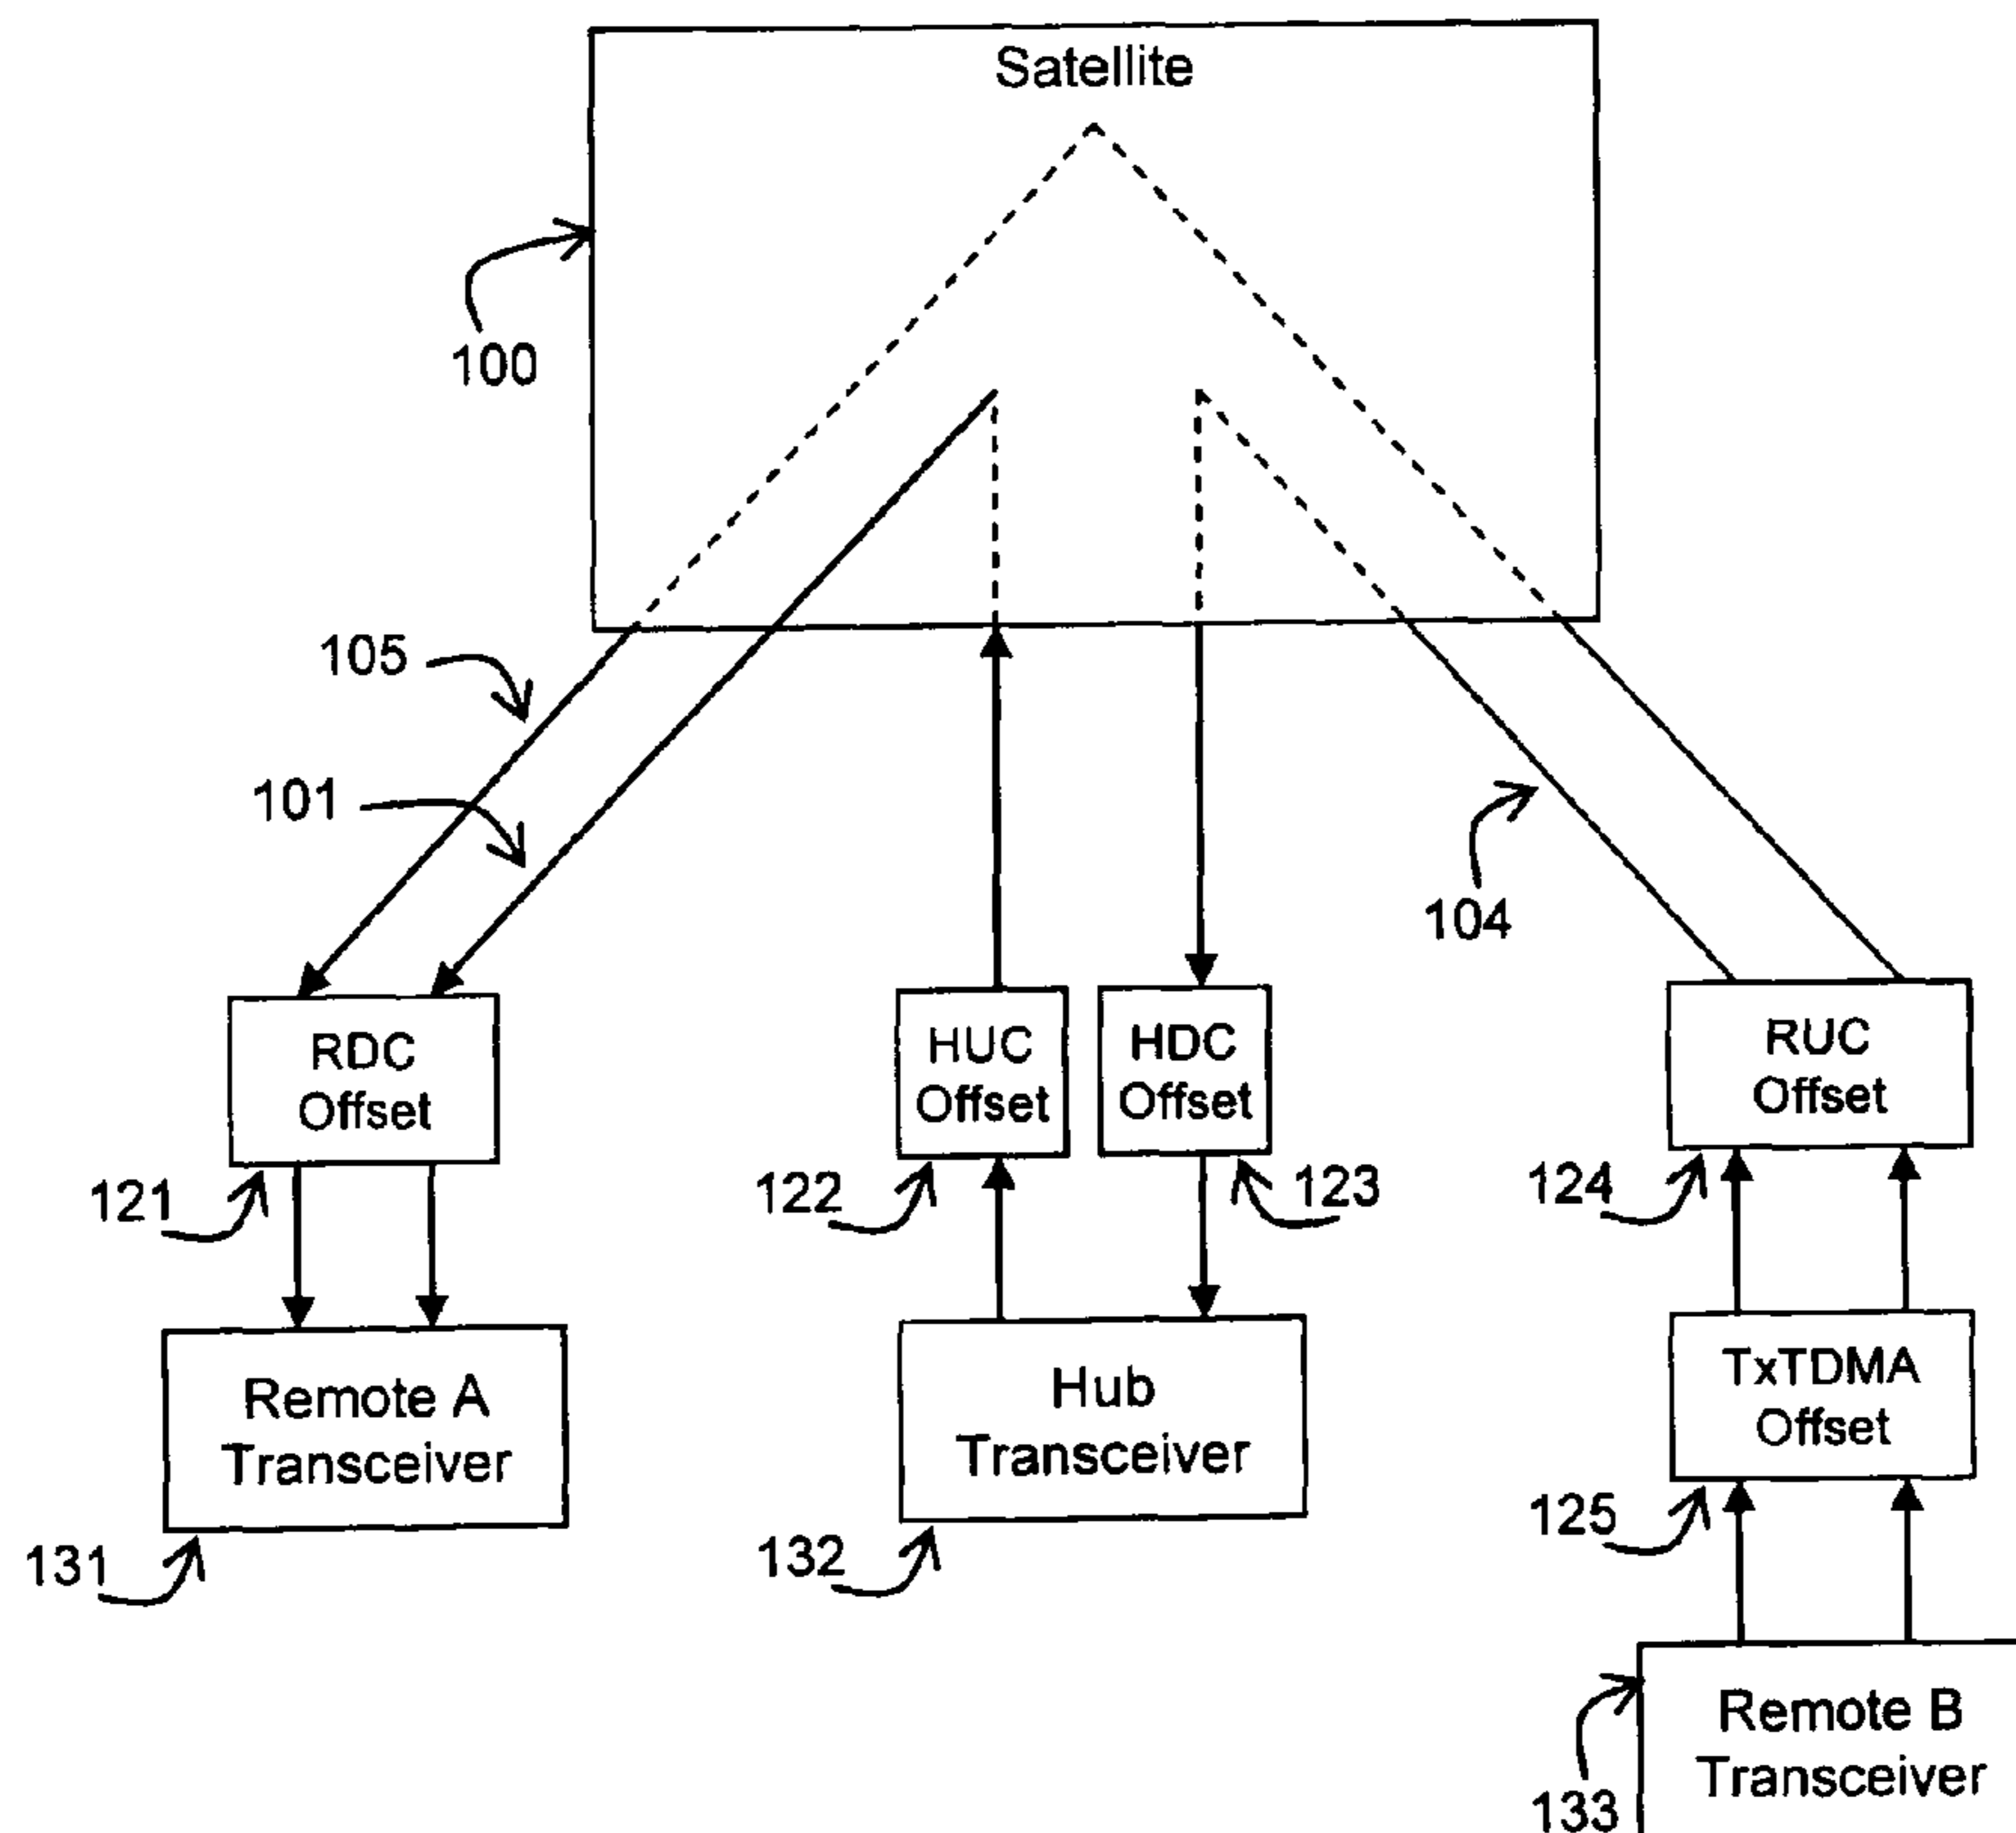 Satellite
100
105
101
104
RDC
Offset
HUC
Offset
HDC
Offset
RUC
Offset
121
122
123
124
Remote A
Transceiver
Hub
Transceiver
TxTDMA
Offset
131
132
125
Remote B
Transceiver
133